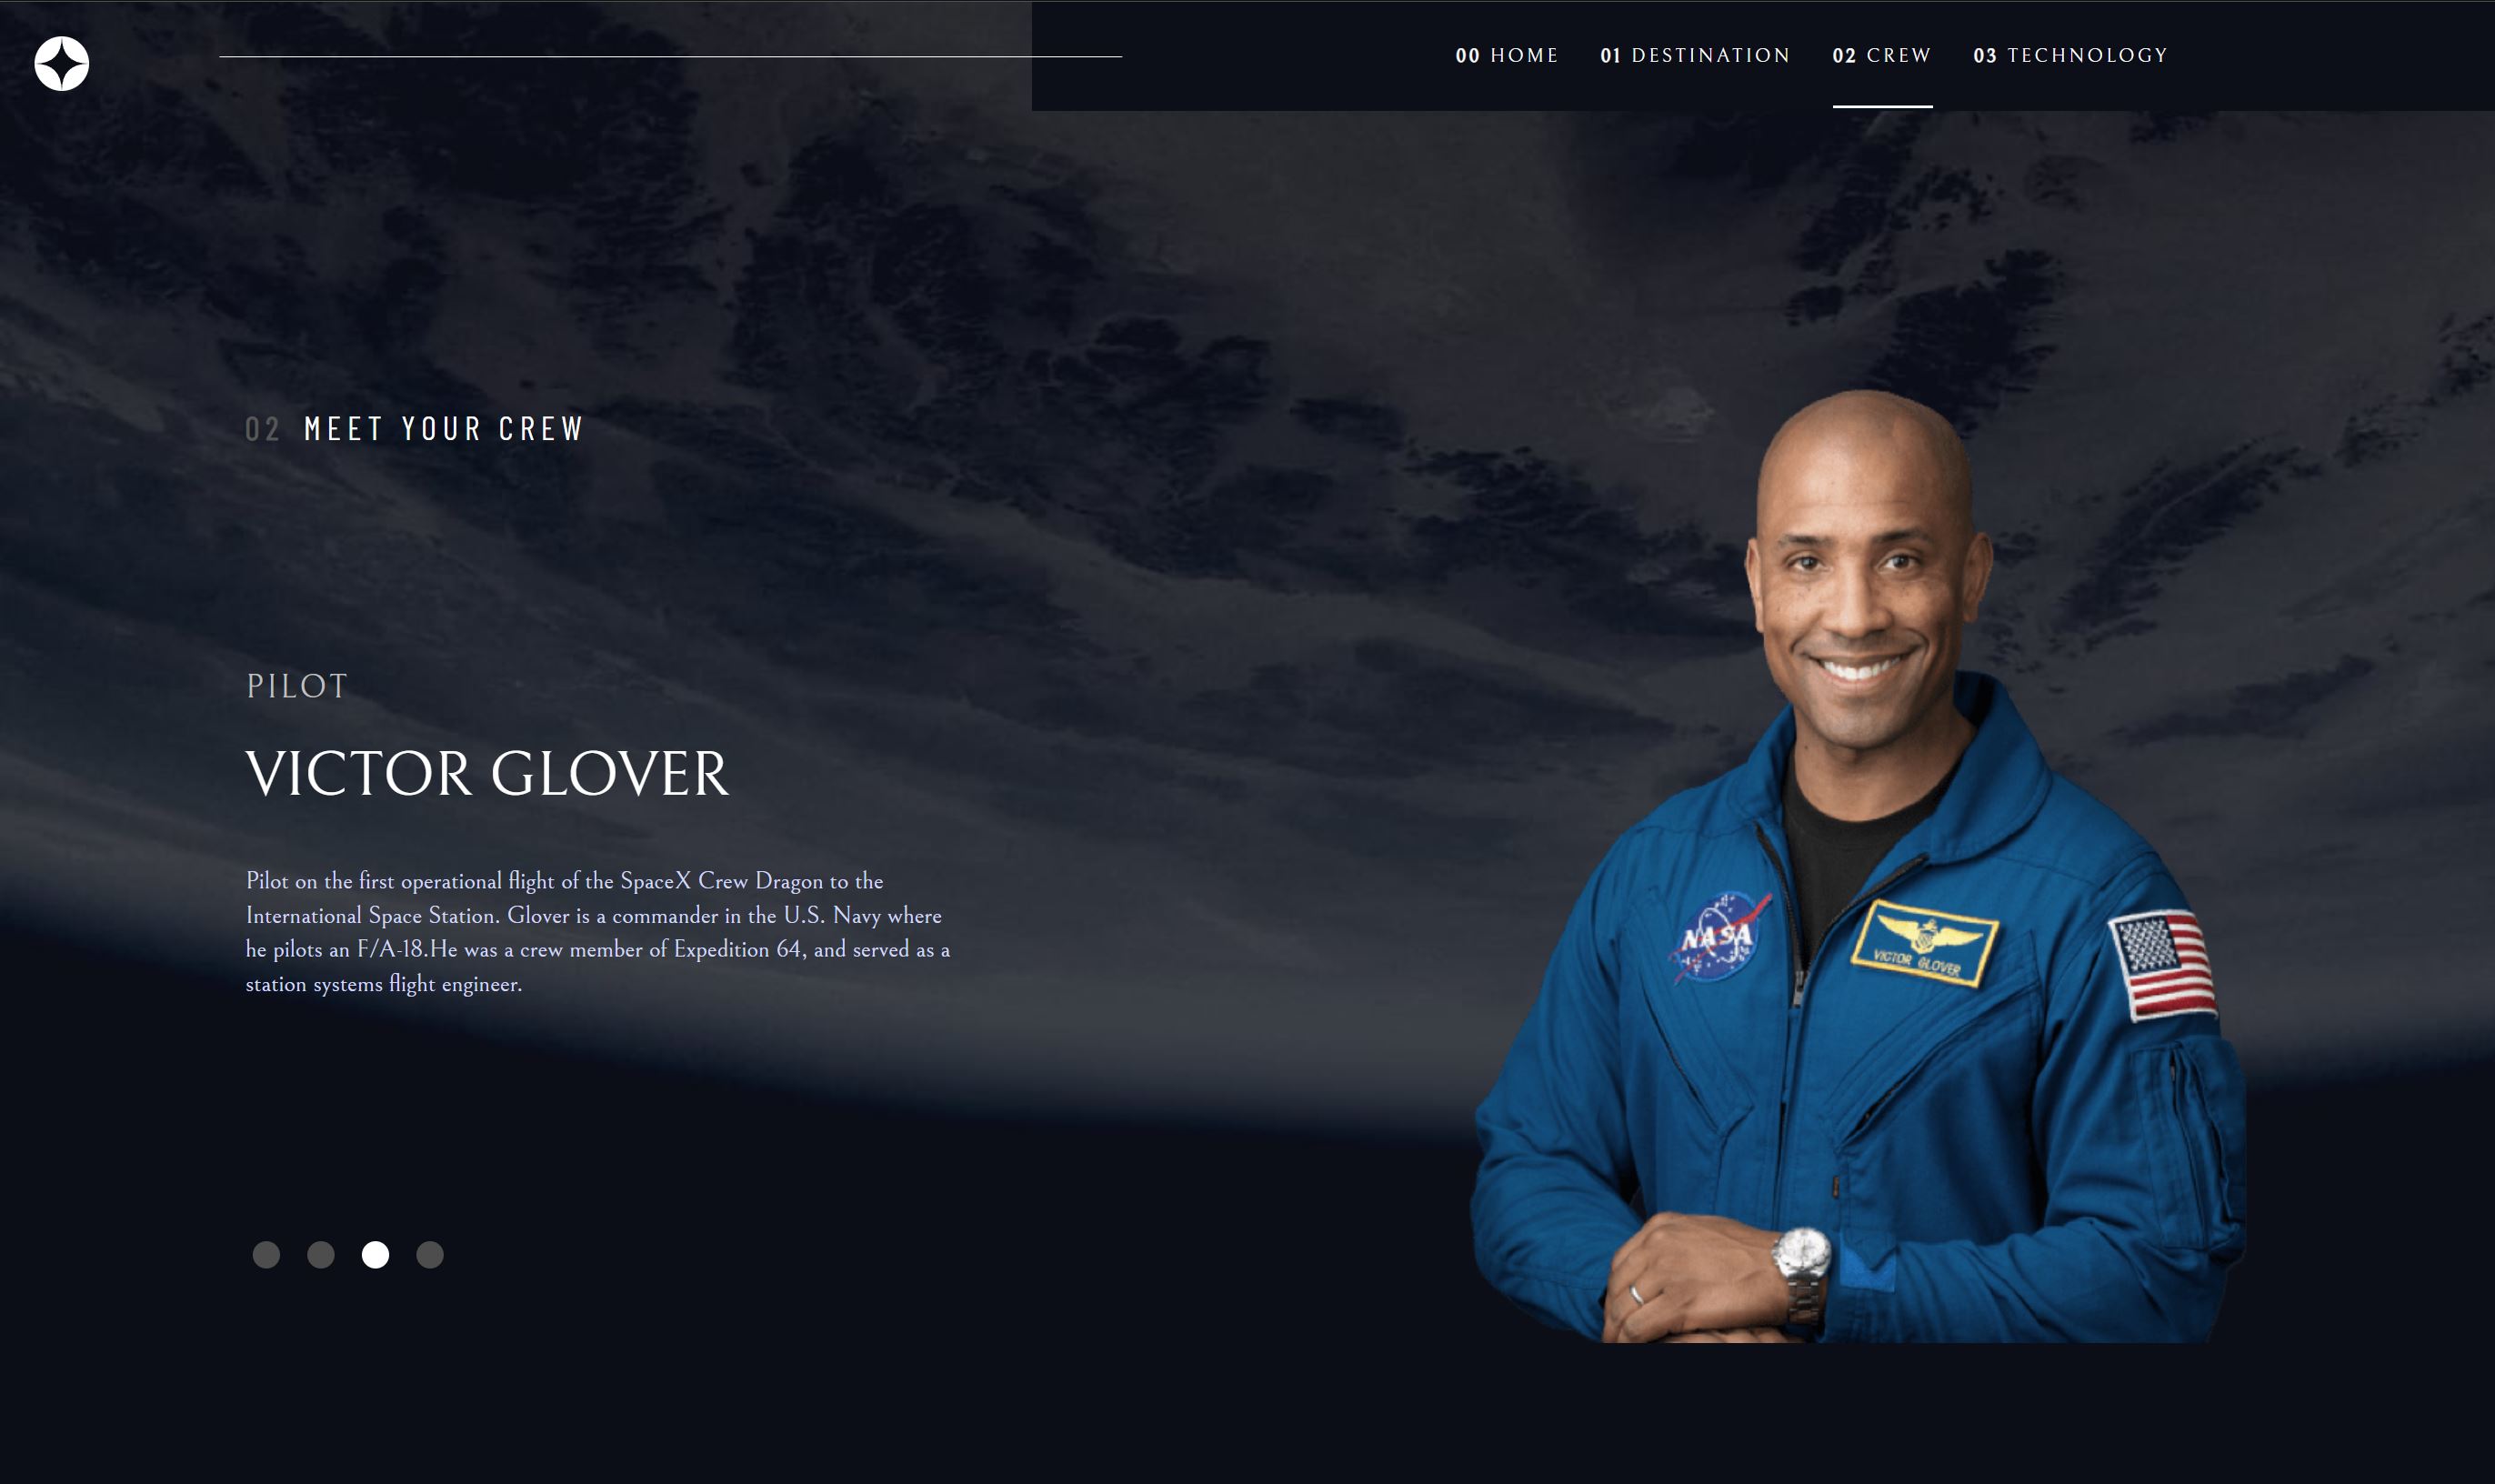 00 HOME 01 DESTINATION 02 CREW 03 TECHNOLOGY
02 MEET YOUR CREW
PILOT
VICTOR GLOVER
Pilot on the first operational flight of the SpaceX Crew Dragon to the
International Space Station. Glover is a commander in the U.S. Navy where
he pilots an F/A-18.He was a crew member of Expedition 64, and served as a
station systems flight engineer.
NASA
VICTOR GLOVER